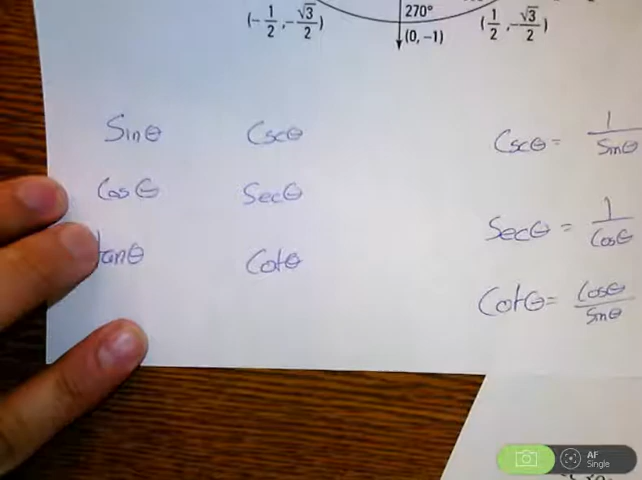 (-1/2, -√3/2) 270° (1/2, -√3/2)
(0, -1)
Sinθ Cscθ Cscθ = 1/Sinθ
Cosθ Secθ Secθ = 1/Cosθ
tanθ Cotθ Cotθ = Cosθ/Sinθ
AF
Single